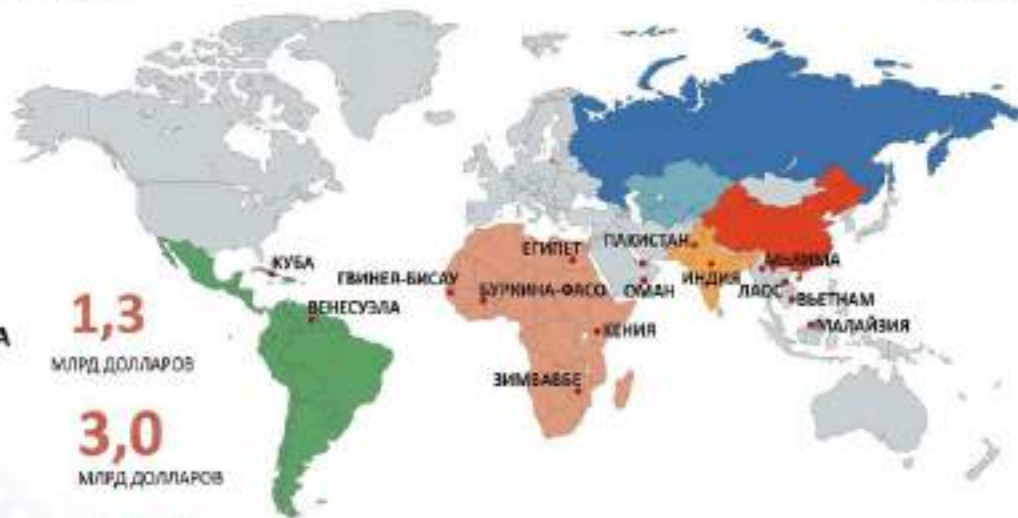 КУБА
ЕГИПЕТ
ПАКИСТАН
МЬЯНМА
ГВИНЕЯ-БИСАУ
БУРКИНА-ФАСО
ОМАН
ИНДИЯ
ЛАОС
ВЕНЕСУЭЛА
ВЬЕТНАМ
КЕНИЯ
МАЛАЙЗИЯ
1,3
МЛРД ДОЛЛАРОВ
А
ЗИМБАБВЕ
3,0
МЛРД ДОЛЛАРОВ